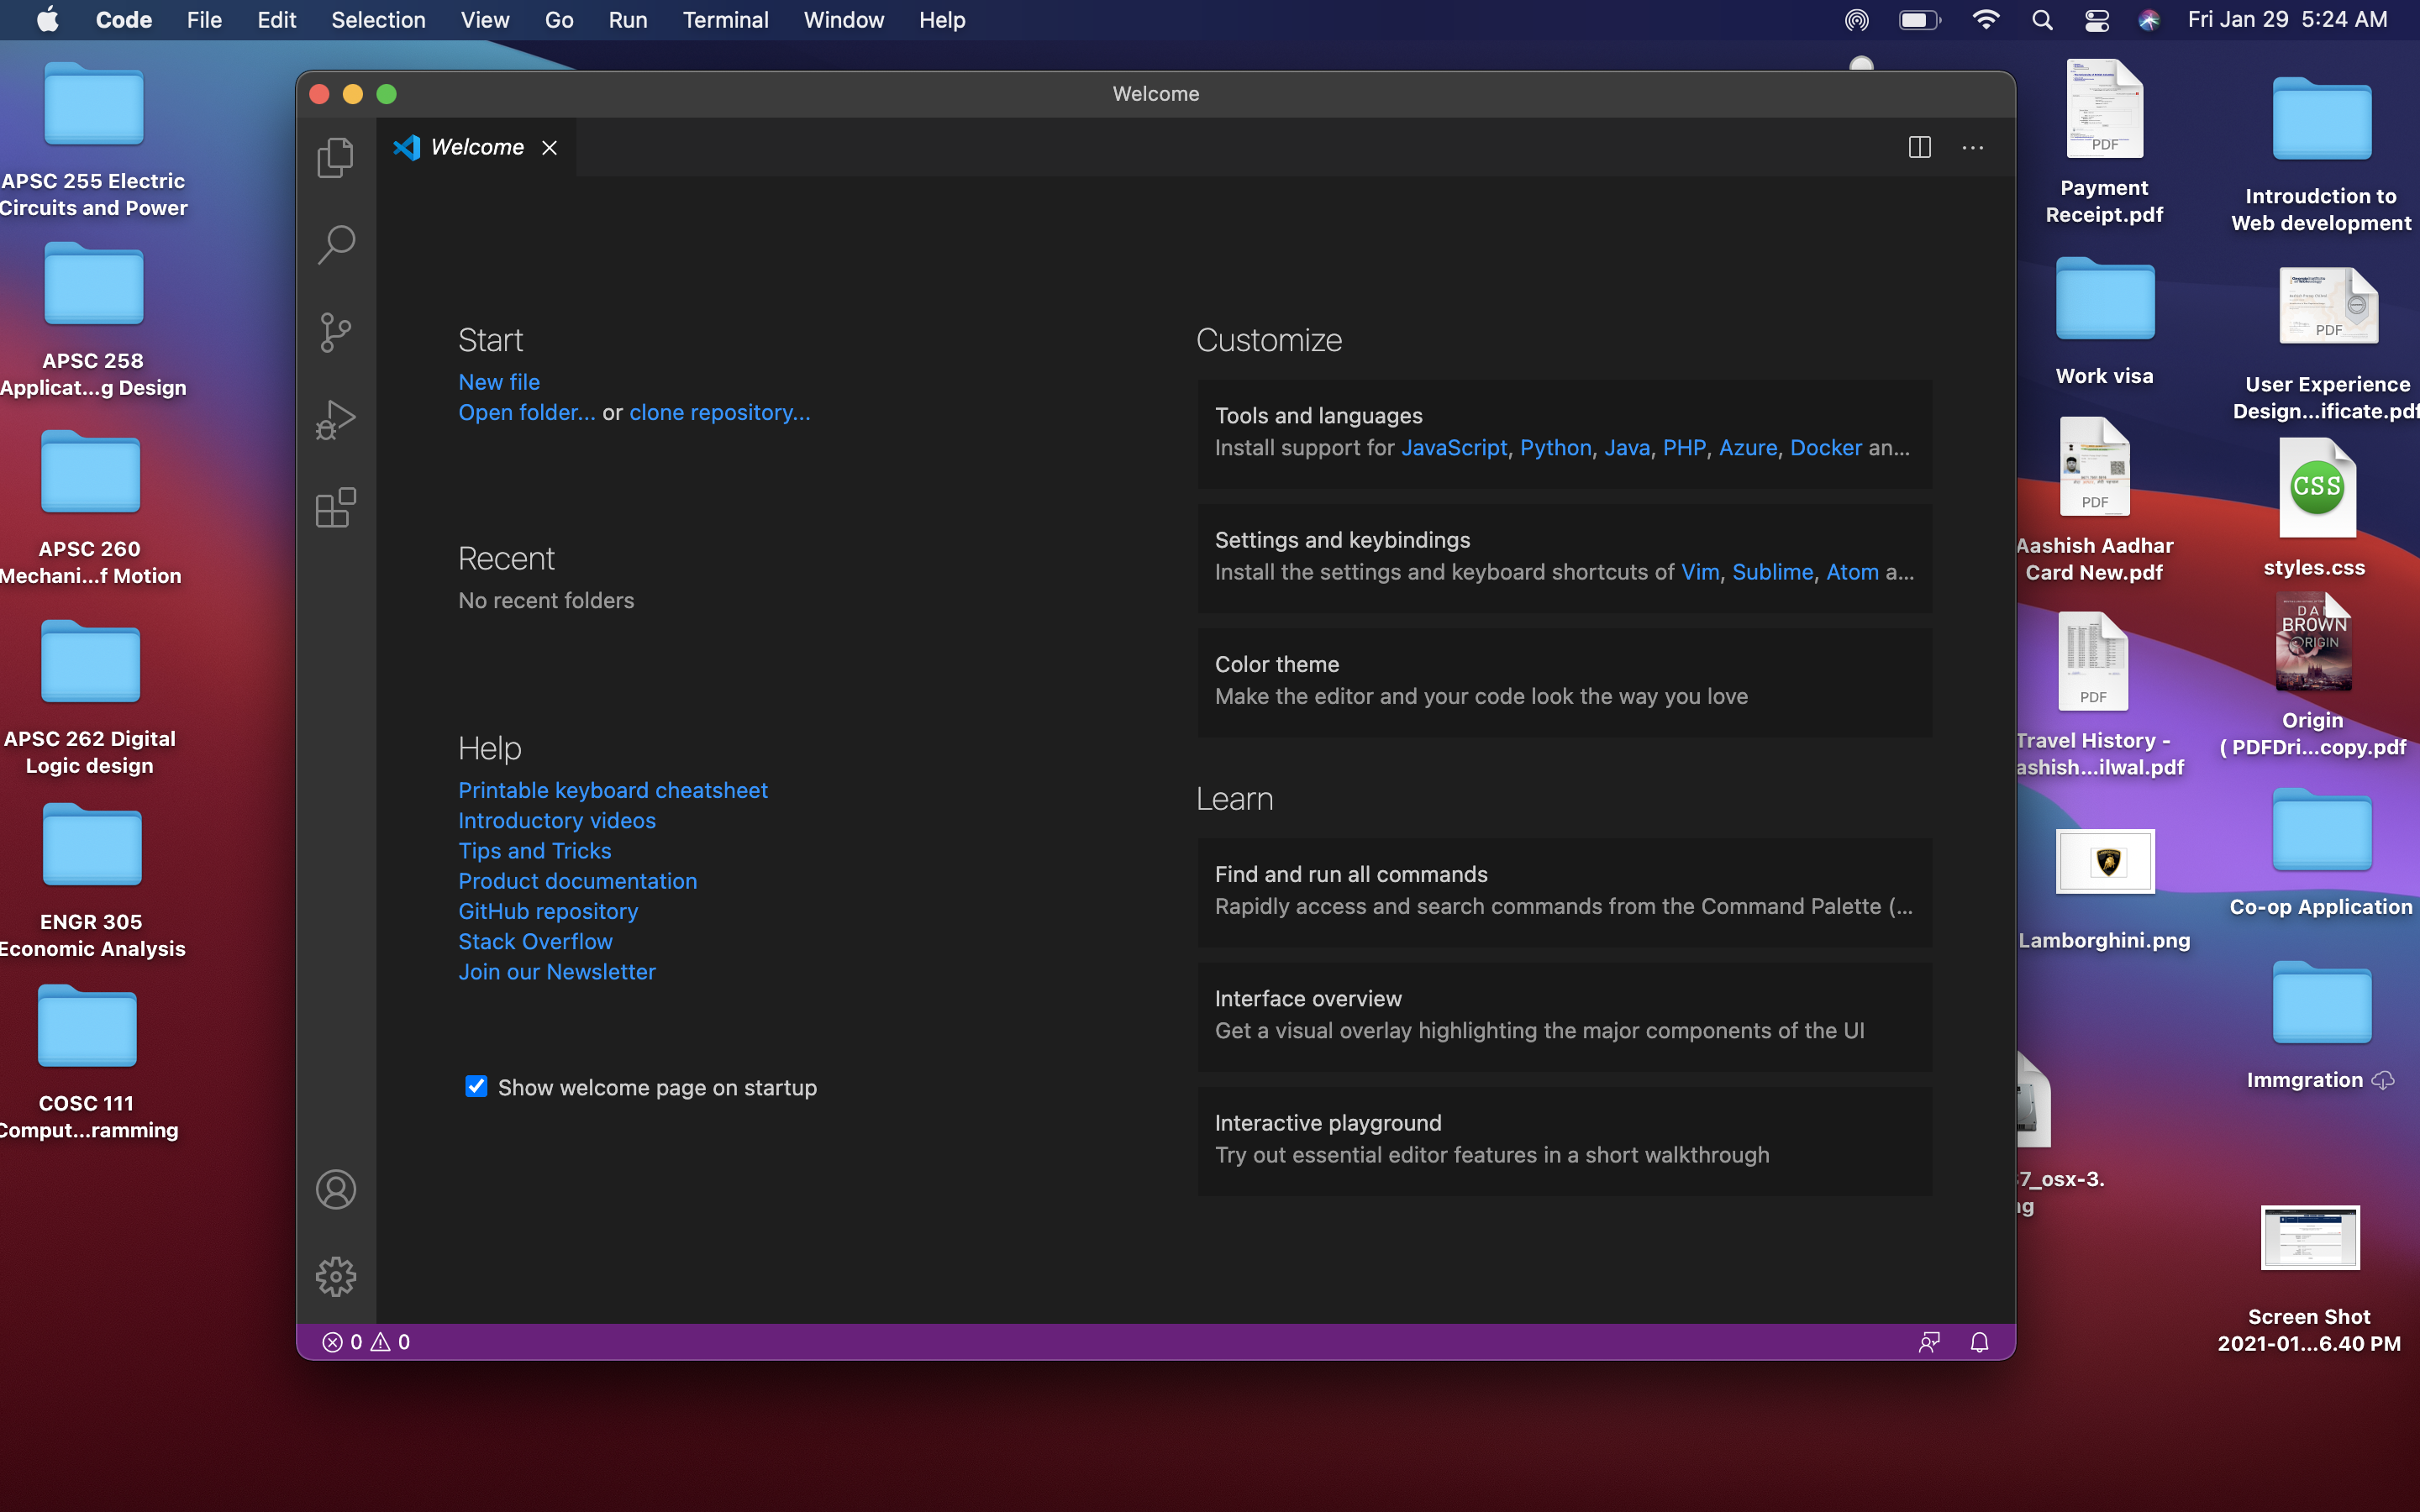 Code File Edit Selection View Go Run Terminal Window Help Fri Jan 29 5:24 AM
APSC 255 Electric
Circuits and Power
APSC 258
Applicat...g Design
APSC 260
Mechani...f Motion
APSC 262 Digital
Logic design
ENGR 305
Economic Analysis
COSC 111
Comput...ramming
Welcome
Welcome
Start
New file
Open folder... or clone repository...
Recent
No recent folders
Help
Printable keyboard cheatsheet
Introductory videos
Tips and Tricks
Product documentation
GitHub repository
Stack Overflow
Join our Newsletter
Show welcome page on startup
Customize
Tools and languages
Install support for JavaScript, Python, Java, PHP, Azure, Docker an...
Settings and keybindings
Install the settings and keyboard shortcuts of Vim, Sublime, Atom a...
Color theme
Make the editor and your code look the way you love
Learn
Find and run all commands
Rapidly access and search commands from the Command Palette (...
Interface overview
Get a visual overlay highlighting the major components of the UI
Interactive playground
Try out essential editor features in a short walkthrough
0 0
PDF
Payment
Receipt.pdf
Work visa
PDF
Aashish Aadhar
Card New.pdf
PDF
Travel History -
ashish...ilwal.pdf
Lamborghini.png
7_osx-3.
Introudction to
Web development
PDF
User Experience
Design...ificate.pdf
CSS
styles.css
DAN
BROWN
ORIGIN
Origin
( PDFDri...copy.pdf
Co-op Application
Immgration
Screen Shot
2021-01...6.40 PM